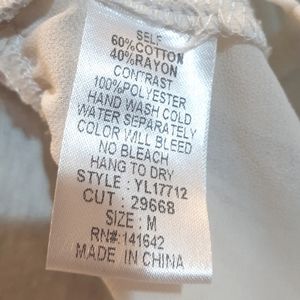 SELF
60%COTTON
40%RAYON
CONTRAST
100%POLYESTER
HAND WASH COLD
WATER SEPARATELY
COLOR WILL BLEED
NO BLEACH
HANG TO DRY
STYLE : YL17712
CUT : 29668
SIZE : M
RN#:141642
MADE IN CHINA